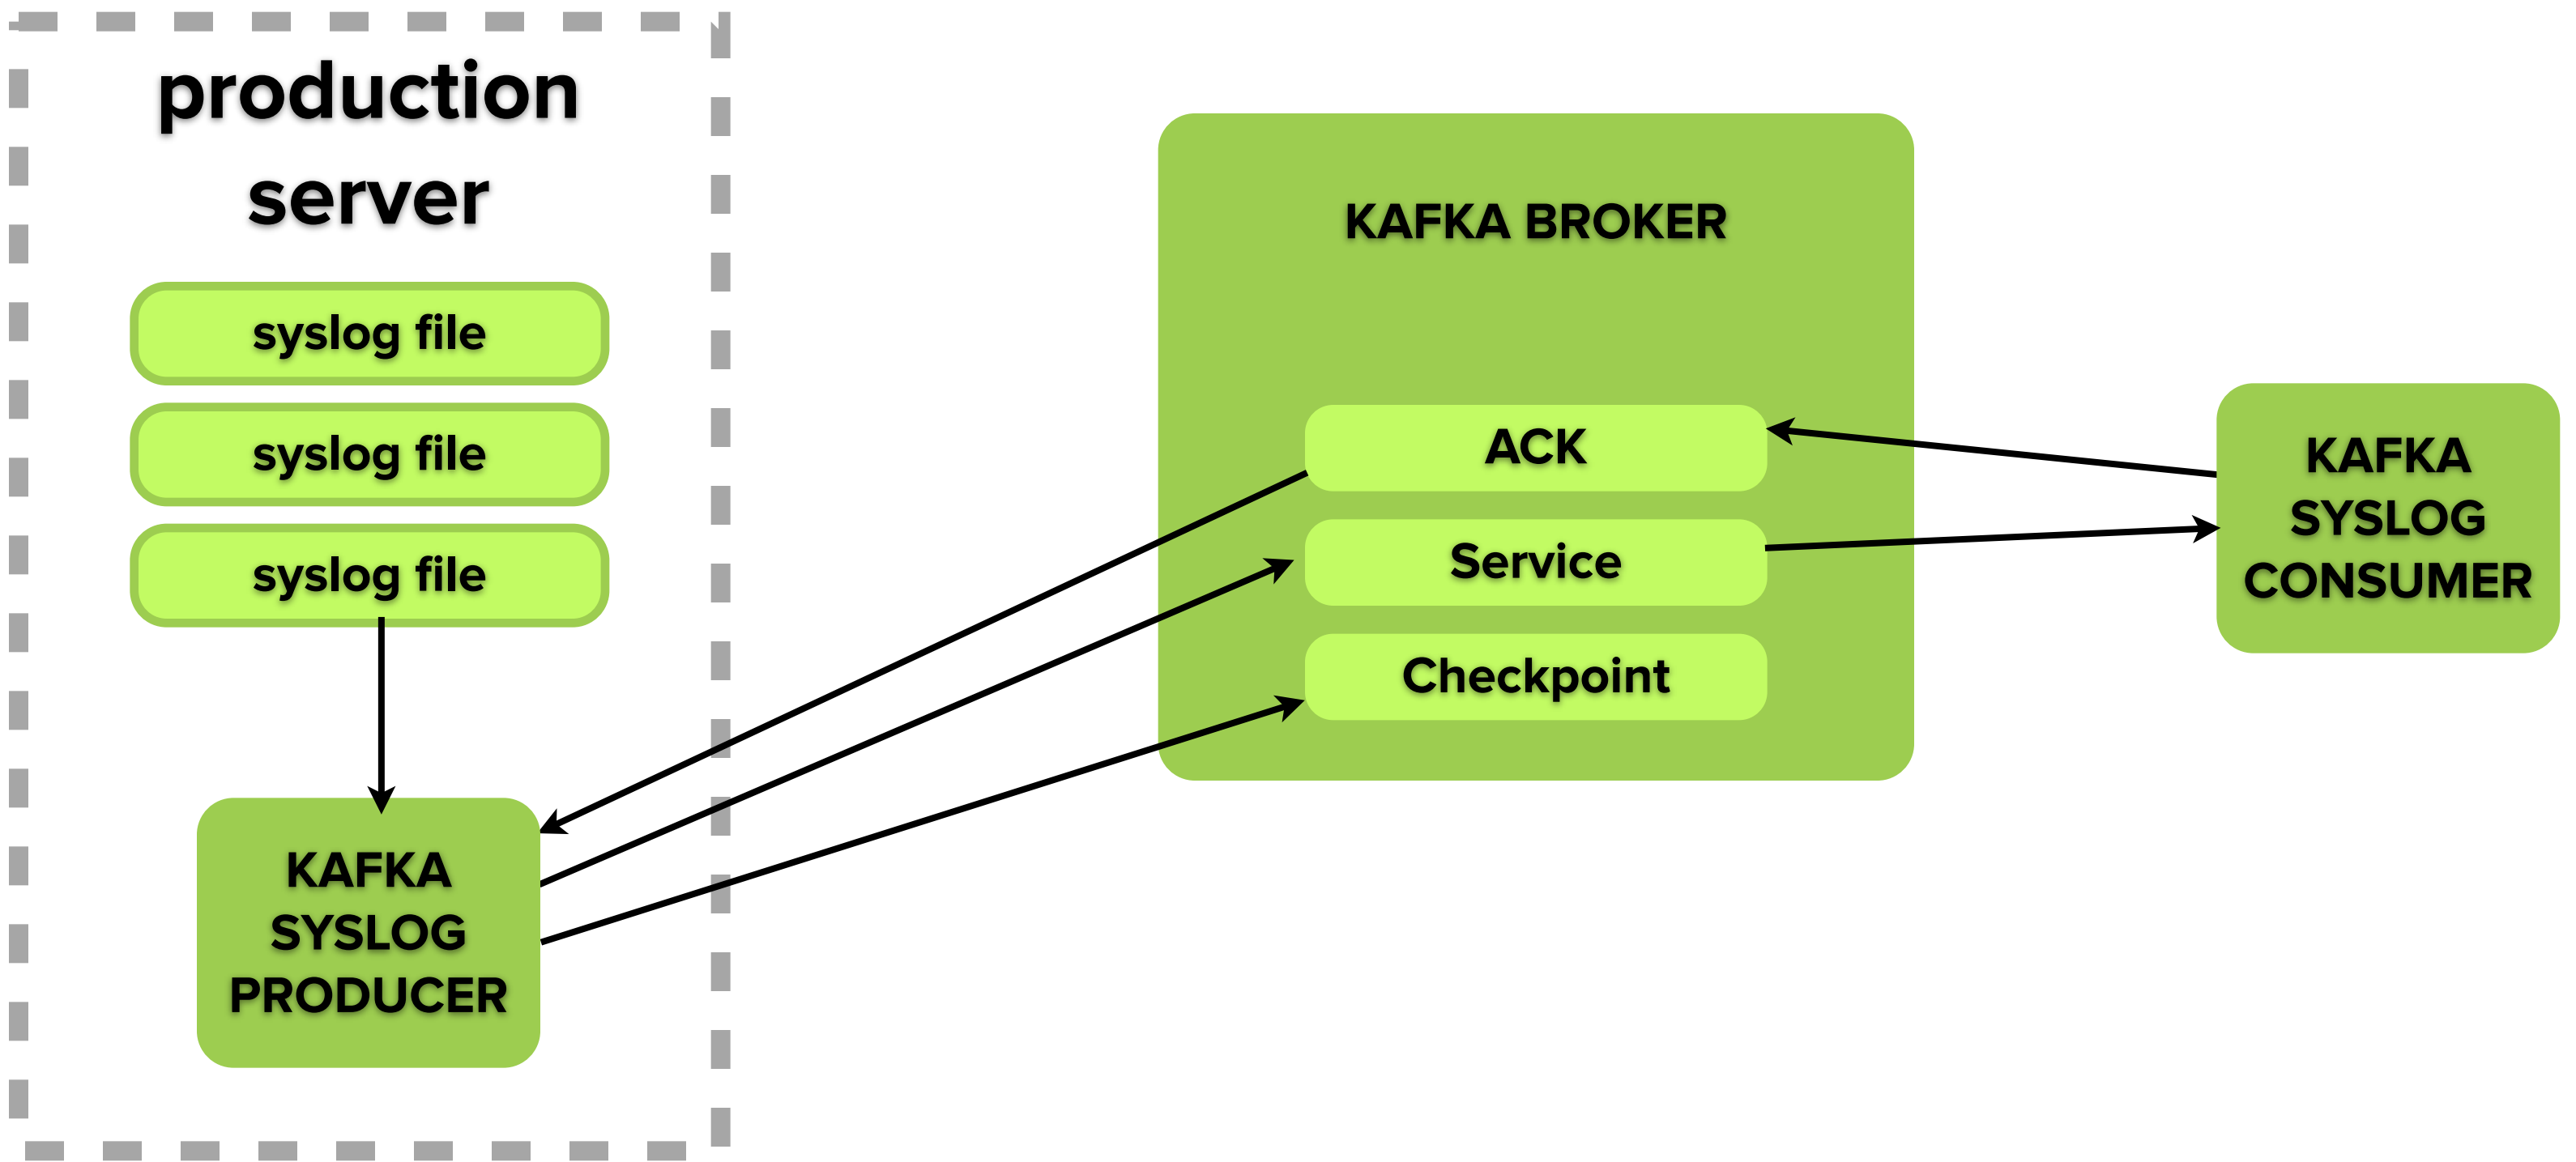 production
server
syslog file
syslog file
syslog file
KAFKA
SYSLOG
PRODUCER
KAFKA BROKER
ACK
Service
Checkpoint
KAFKA
SYSLOG
CONSUMER